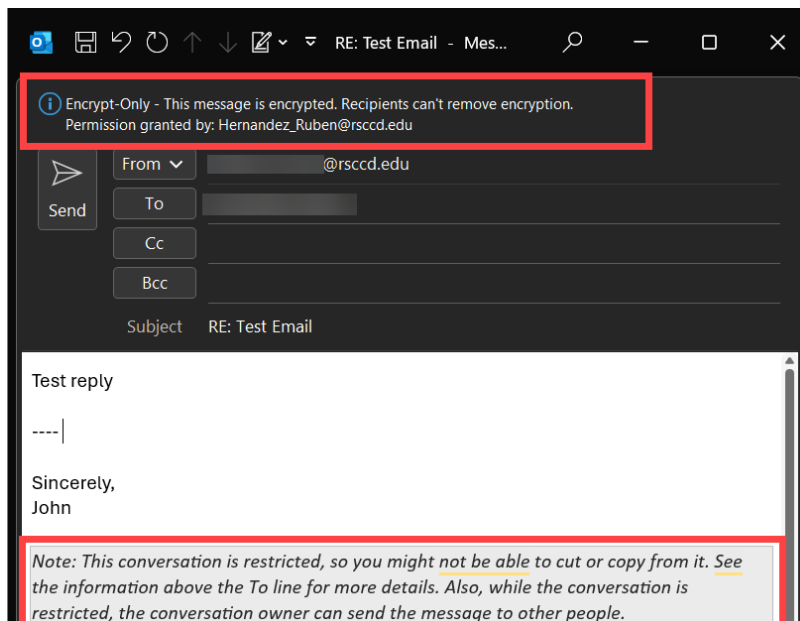 RE: Test Email - Mes...
Encrypt-Only - This message is encrypted. Recipients can't remove encryption.
Permission granted by: Hernandez_Ruben@rsccd.edu
Send
From
@rsccd.edu
To
Cc
Bcc
Subject RE: Test Email
Test reply
----
Sincerely,
John
Note: This conversation is restricted, so you might not be able to cut or copy from it. See
the information above the To line for more details. Also, while the conversation is
restricted, the conversation owner can send the message to other people.